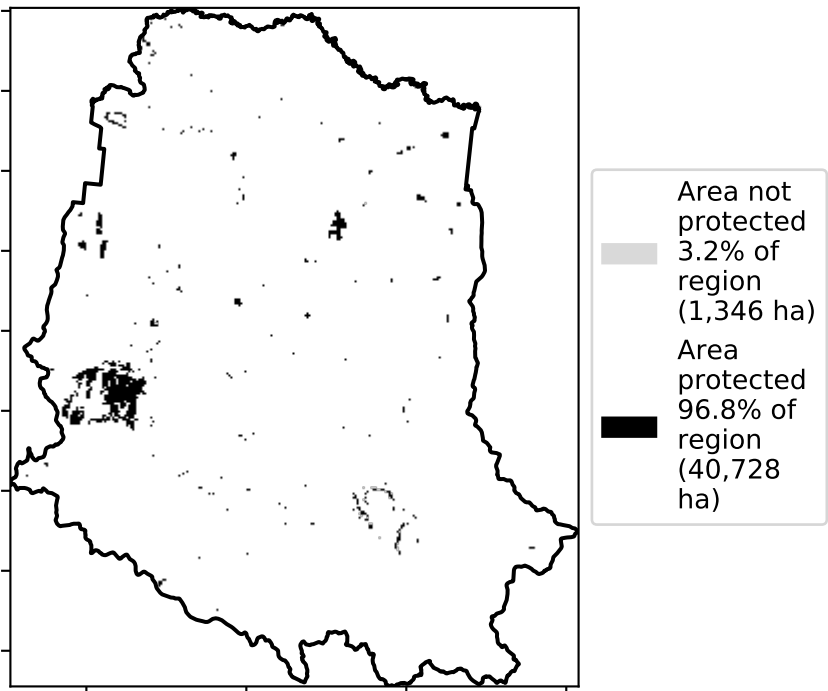 Area not
protected
3.2% of
region
(1,346 ha)
Area
protected
96.8% of
region
(40,728
ha)